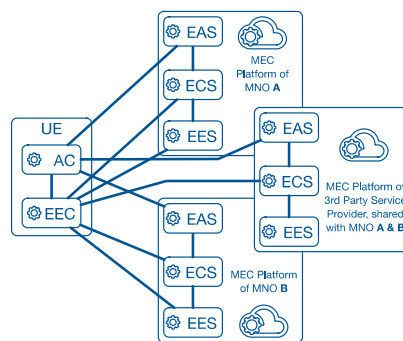 EAS
MEC
Platform of
MNO A
ECS
EES
UE
AC
EEC
EAS
ECS
EES
MEC Platform of
3rd Party Service
Provider, shared
with MNO A & B
EAS
ECS
EES
MEC Platform
of MNO B